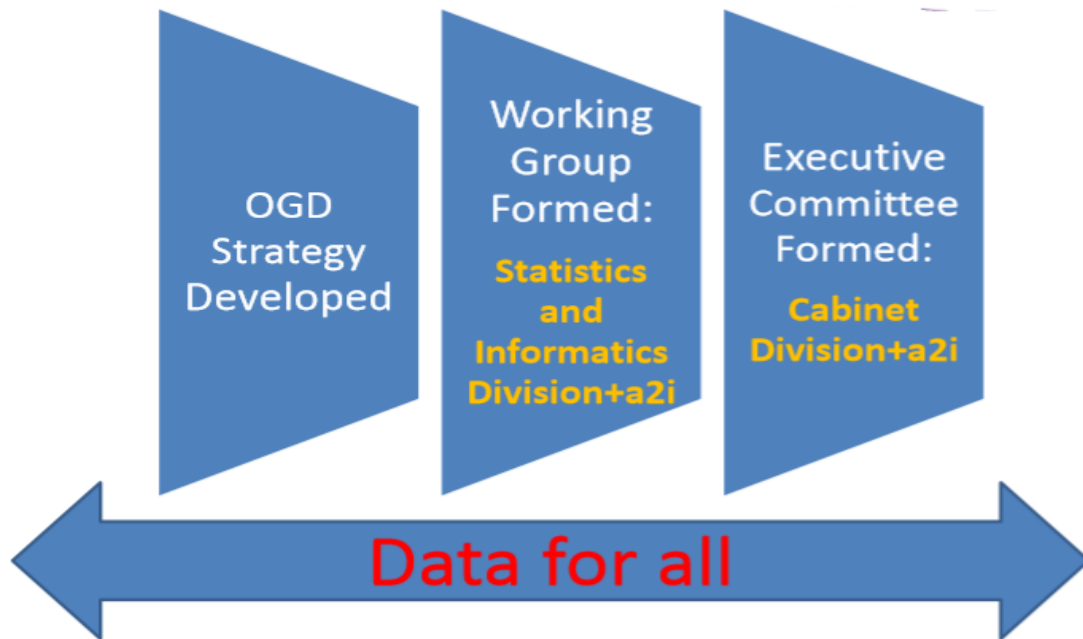 OGD
Strategy
Developed
Working
Group
Formed:
Statistics
and
Informatics
Division+a2i
Executive
Committee
Formed:
Cabinet
Division+a2i
Data for all